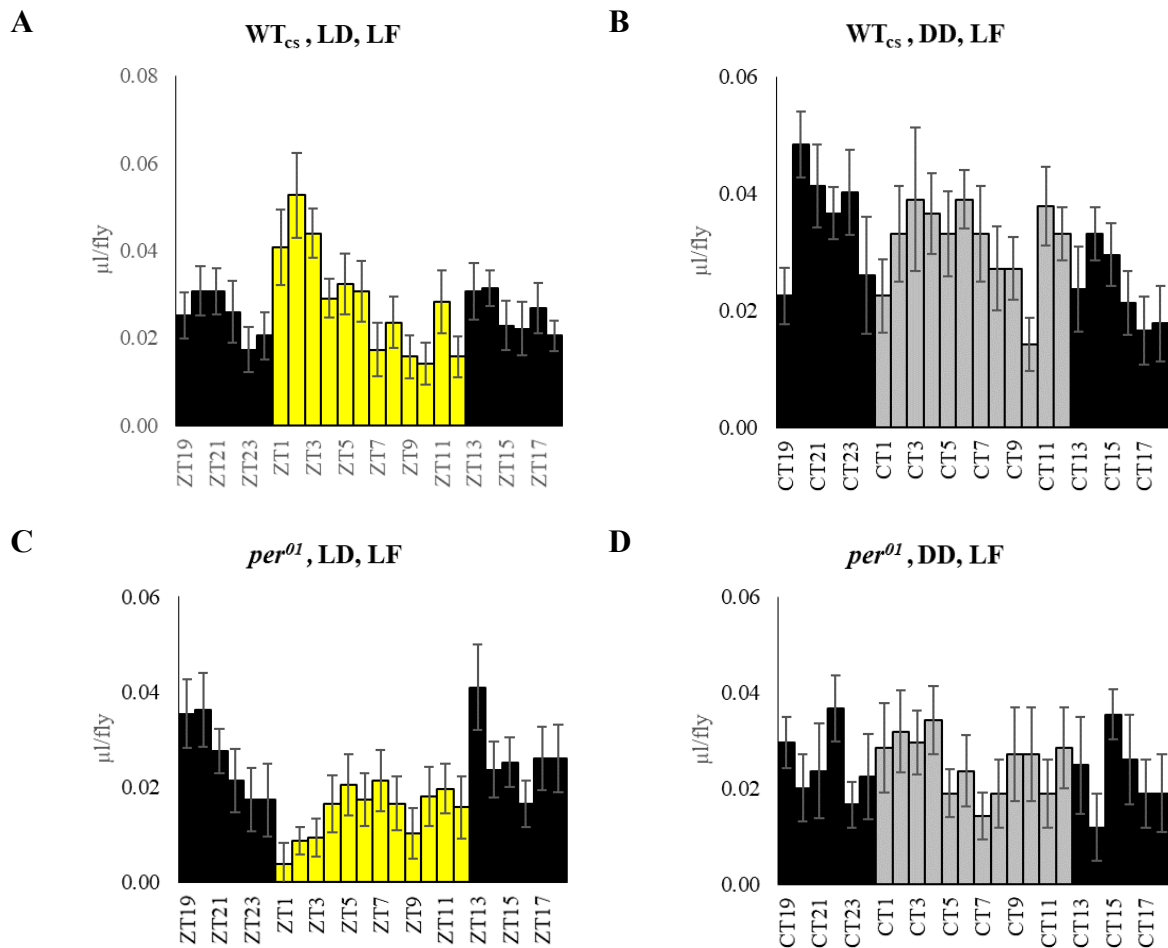 A
WTcs , LD, LF
0.08
0.06
0.04
0.02
0.00
µl/fly
ZT19
ZT21
ZT23
ZT1
ZT3
ZT5
ZT7
ZT9
ZT11
ZT13
ZT15
ZT17
B
WTcs , DD, LF
0.06
0.04
0.02
0.00
µl/fly
CT19
CT21
CT23
CT1
CT3
CT5
CT7
CT9
CT11
CT13
CT15
CT17
C
per01 , LD, LF
0.06
0.04
0.02
0.00
µl/fly
ZT19
ZT21
ZT23
ZT1
ZT3
ZT5
ZT7
ZT9
ZT11
ZT13
ZT15
ZT17
D
per01 , DD, LF
0.06
0.04
0.02
0.00
µl/fly
CT19
CT21
CT23
CT1
CT3
CT5
CT7
CT9
CT11
CT13
CT15
CT17